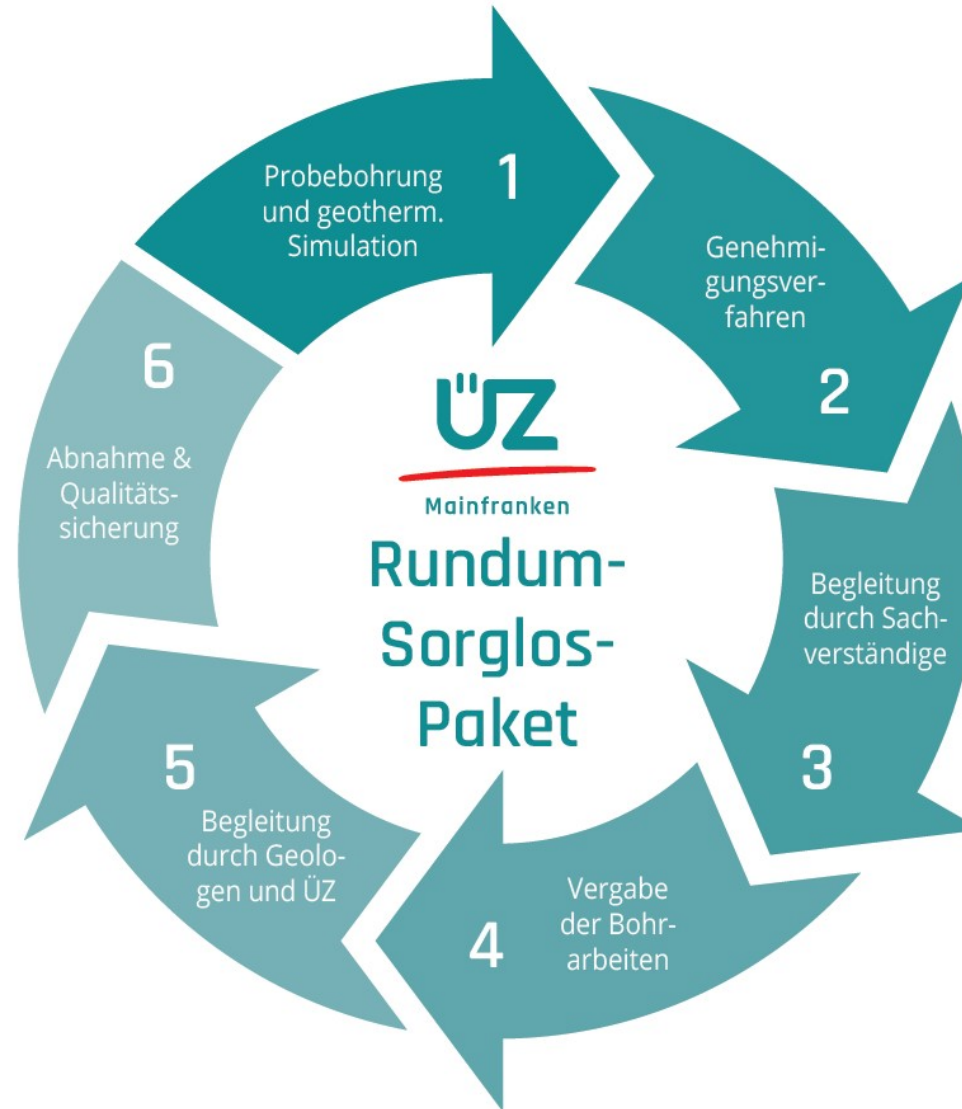 1
Probebohrung
und geotherm.
Simulation
Genehmi-
gungsver-
fahren
2
Begleitung
durch Sach-
verständige
3
Vergabe
der Bohr-
arbeiten
4
5
Begleitung
durch Geolo-
gen und ÜZ
6
Abnahme &
Qualitäts-
sicherung
ÜZ
Mainfranken
Rundum-
Sorglos-
Paket